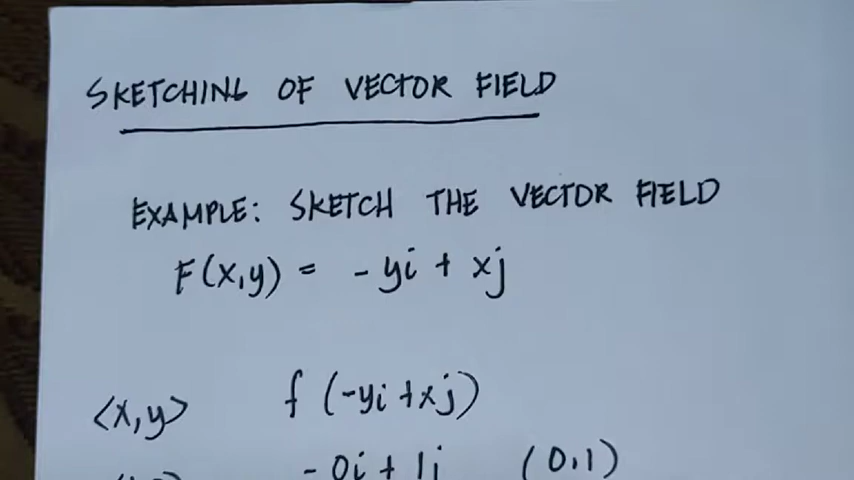 SKETCHING OF VECTOR FIELD
EXAMPLE: SKETCH THE VECTOR FIELD
F(x,y) = -yi + xj
<x,y> f (-yi + xj)
-0i + 1j (0,1)